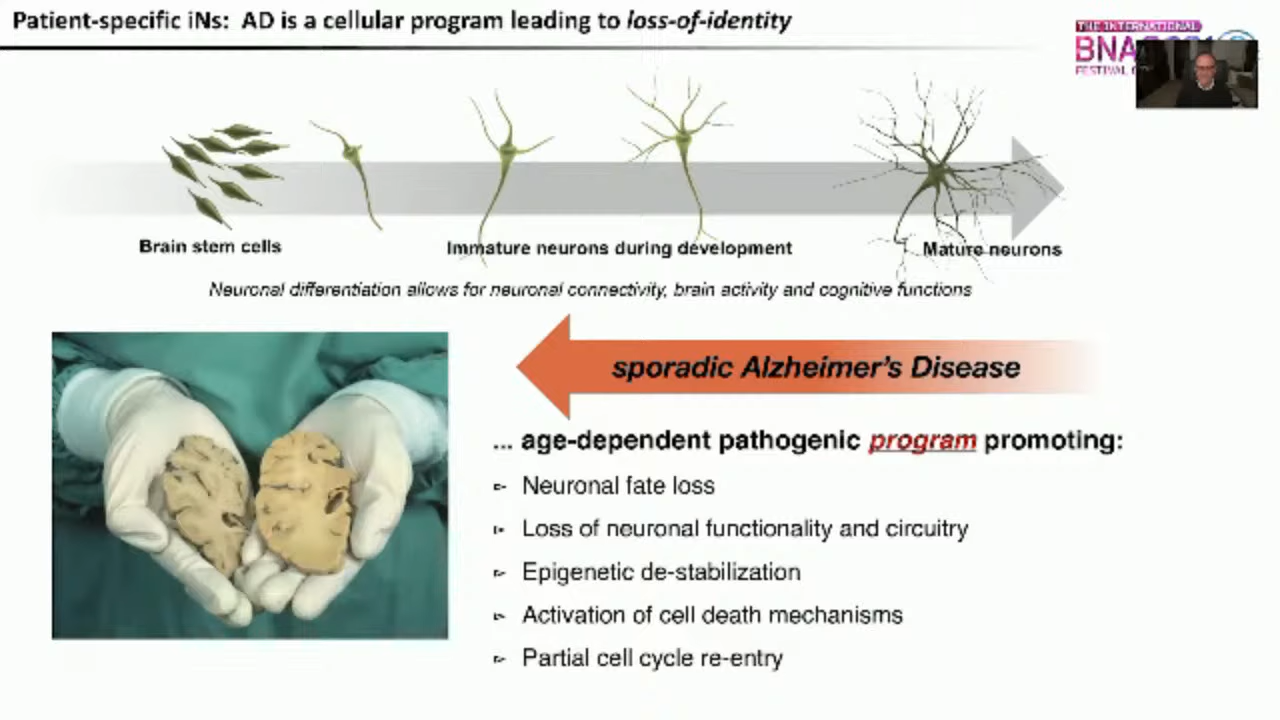 Patient-specific iNs: AD is a cellular program leading to loss-of-identity
THE INTERNATIONAL
BNA
FESTIVAL
Brain stem cells
Immature neurons during development
Mature neurons
Neuronal differentiation allows for neuronal connectivity, brain activity and cognitive functions
sporadic Alzheimer's Disease
... age-dependent pathogenic program promoting:
Neuronal fate loss
Loss of neuronal functionality and circuitry
Epigenetic de-stabilization
Activation of cell death mechanisms
Partial cell cycle re-entry